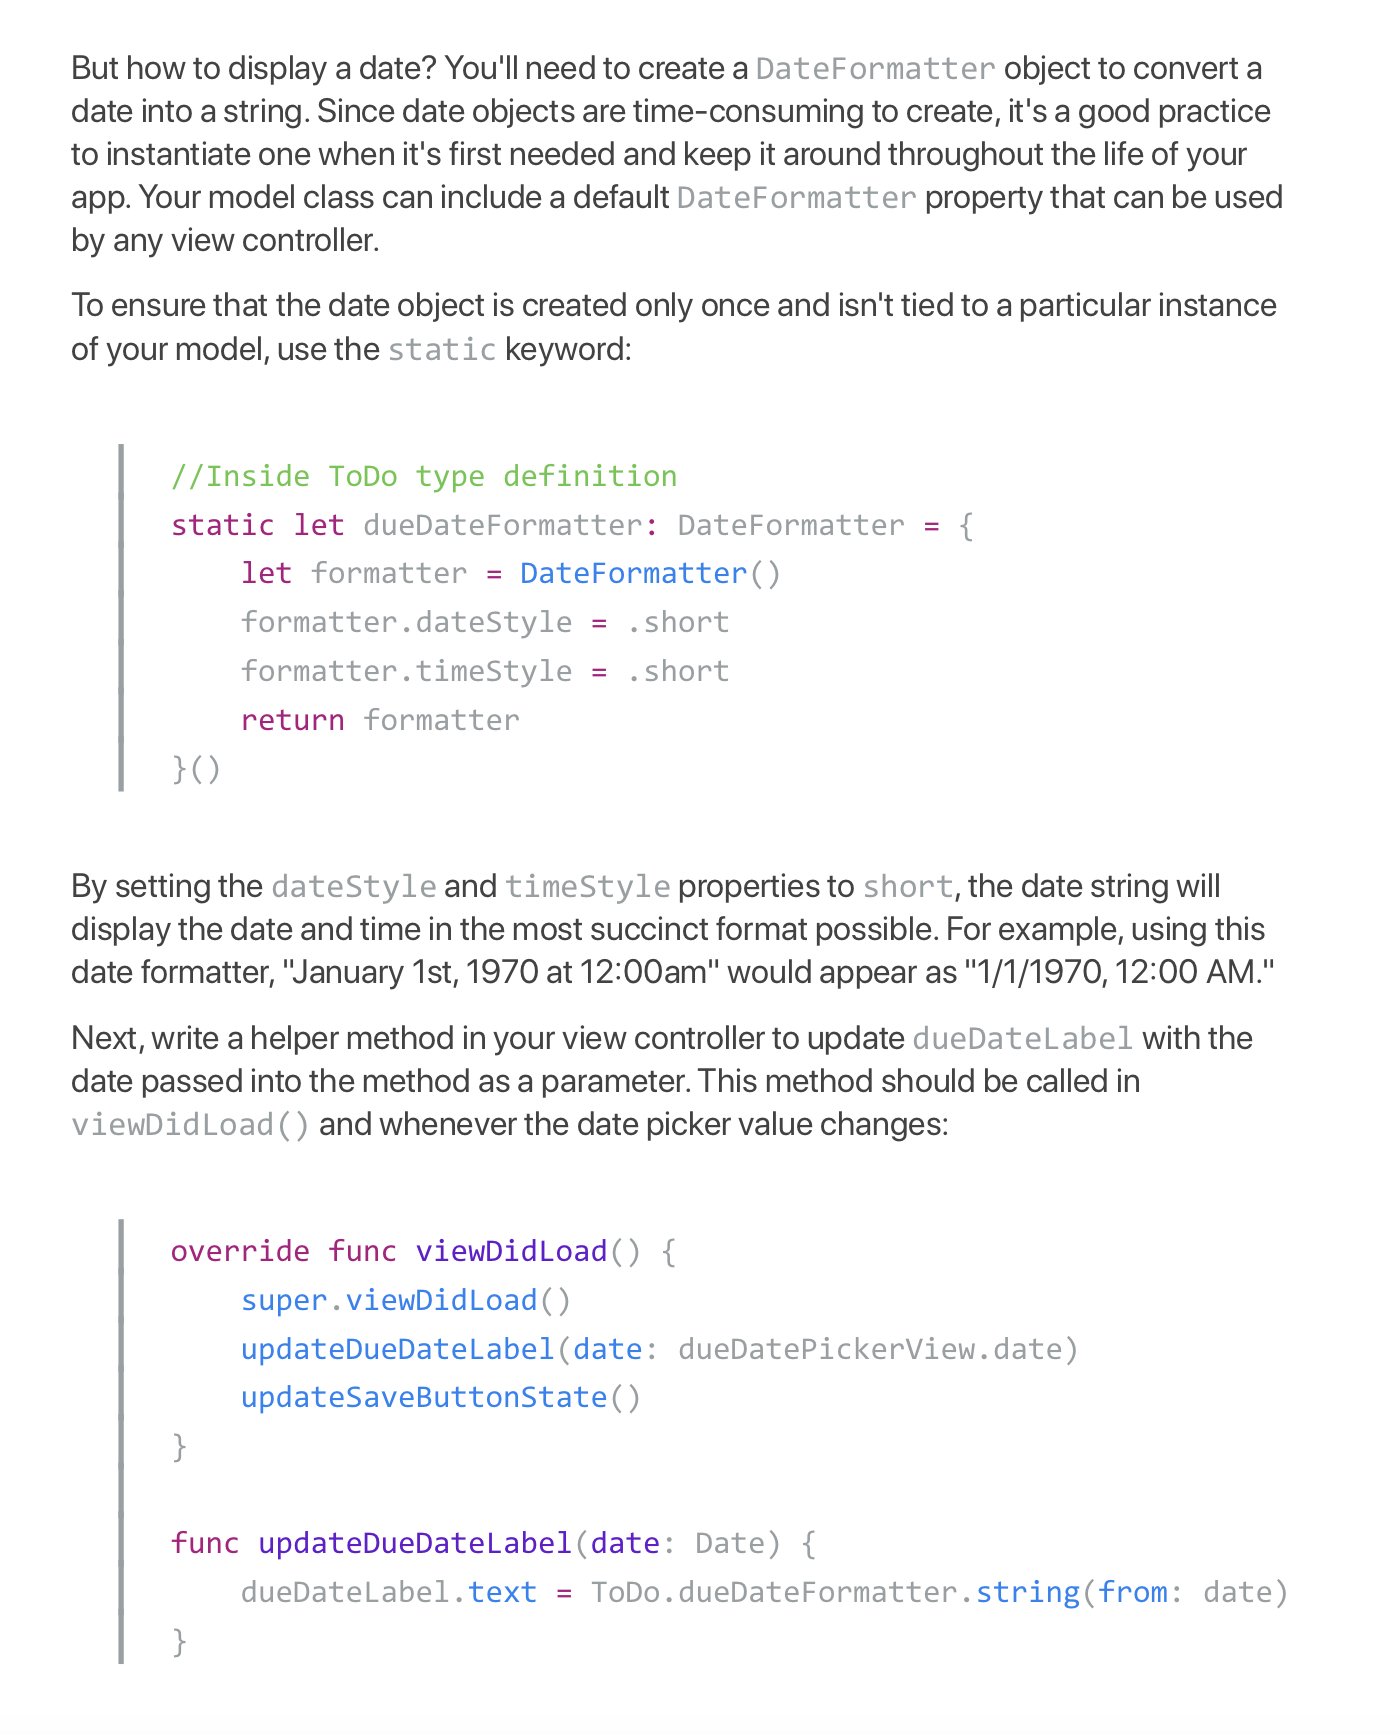 But how to display a date? You'll need to create a DateFormatter object to convert a
date into a string. Since date objects are time-consuming to create, it's a good practice
to instantiate one when it's first needed and keep it around throughout the life of your
app. Your model class can include a default DateFormatter property that can be used
by any view controller.
To ensure that the date object is created only once and isn't tied to a particular instance
of your model, use the static keyword:
//Inside ToDo type definition
static let dueDateFormatter: DateFormatter = {
    let formatter = DateFormatter()
    formatter.dateStyle = .short
    formatter.timeStyle = .short
    return formatter
}()
By setting the dateStyle and timeStyle properties to short, the date string will
display the date and time in the most succinct format possible. For example, using this
date formatter, "January 1st, 1970 at 12:00am" would appear as "1/1/1970, 12:00 AM."
Next, write a helper method in your view controller to update dueDateLabel with the
date passed into the method as a parameter. This method should be called in
viewDidLoad() and whenever the date picker value changes:
override func viewDidLoad() {
    super.viewDidLoad()
    updateDueDateLabel(date: dueDatePickerView.date)
    updateSaveButtonState()
}
func updateDueDateLabel(date: Date) {
    dueDateLabel.text = ToDo.dueDateFormatter.string(from: date)
}